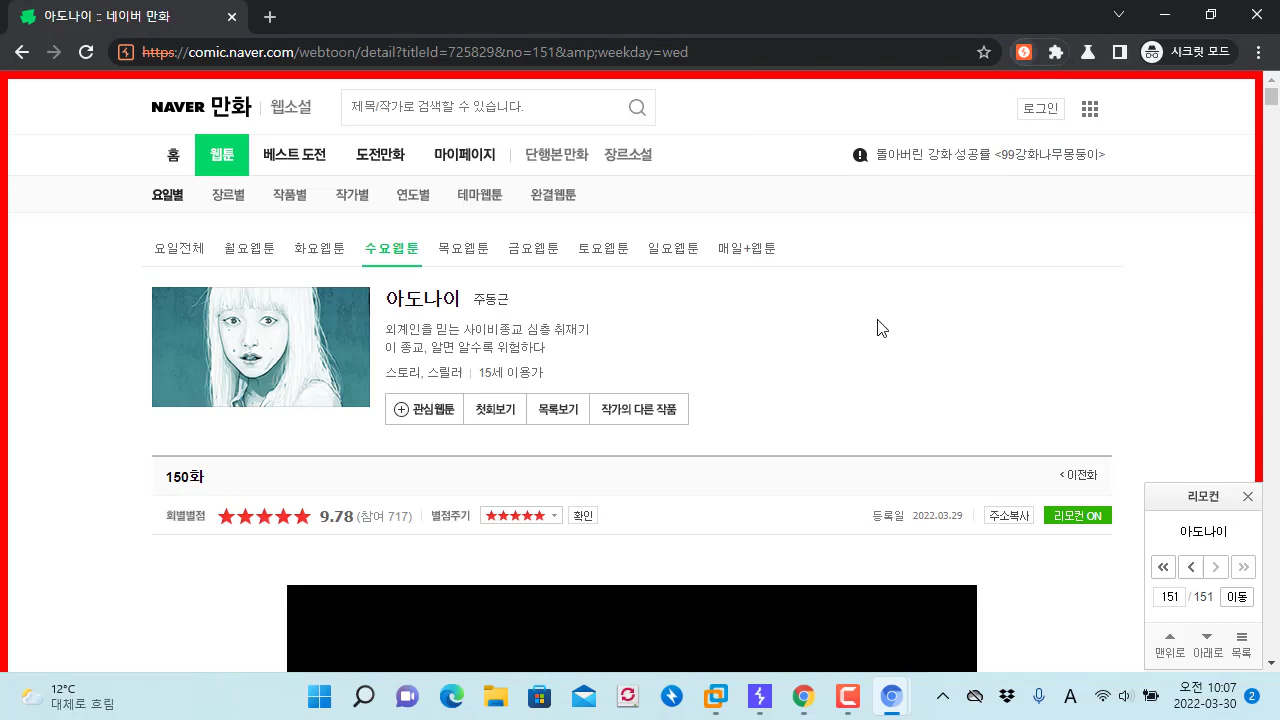 아도나이 :: 네이버 만화
https://comic.naver.com/webtoon/detail?titleId=725829&no=151&amp;weekday=wed
시크릿 모드
NAVER 만화 웹소설
제목/작가로 검색할 수 있습니다.
로그인
홈 웹툰 베스트 도전 도전만화 마이페이지 단행본만화 장르소설
돌아버린 강화 성공률 <99강화나무몽둥이>
요일별 장르별 작품별 작가별 연도별 테마웹툰 완결웹툰
요일전체 월요웹툰 화요웹툰 수요웹툰 목요웹툰 금요웹툰 토요웹툰 일요웹툰 매일+웹툰
아도나이 주동근
외계인을 믿는 사이비종교 심층 취재기
이 종교, 알면 알수록 위험하다
스토리, 스릴러 15세 이용가
관심웹툰 첫회보기 목록보기 작가의 다른 작품
150화
이전화
회별별점 9.78 (참여 717) 별점주기 확인
등록일 2022.03.29 주소복사 리모컨 ON
리모컨
아도나이
151 / 151 이동
맨위로 아래로 목록
12°C
대체로 흐림
A
오전 10:07
2022-03-30
2